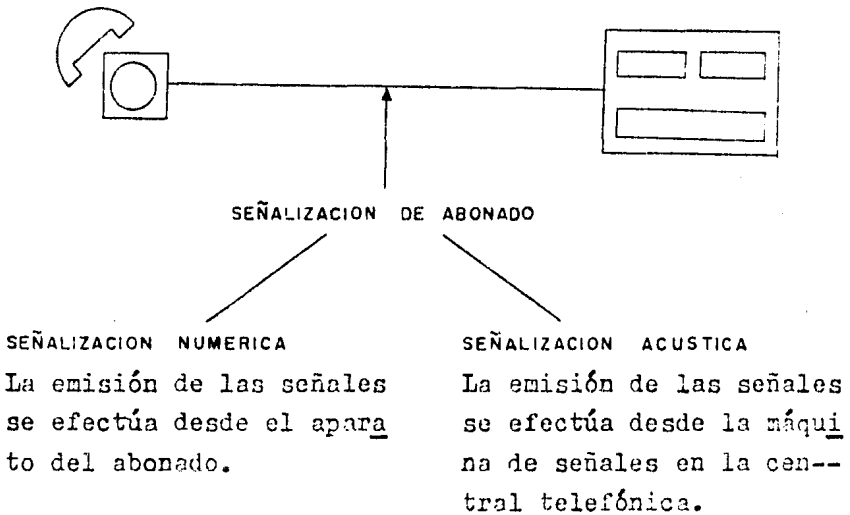 SEÑALIZACION DE ABONADO
SEÑALIZACION NUMERICA
La emisión de las señales
se efectúa desde el apara
to del abonado.
SEÑALIZACION ACUSTICA
La emisión de las señales
se efectúa desde la máqui
na de señales en la cen--
tral telefónica.